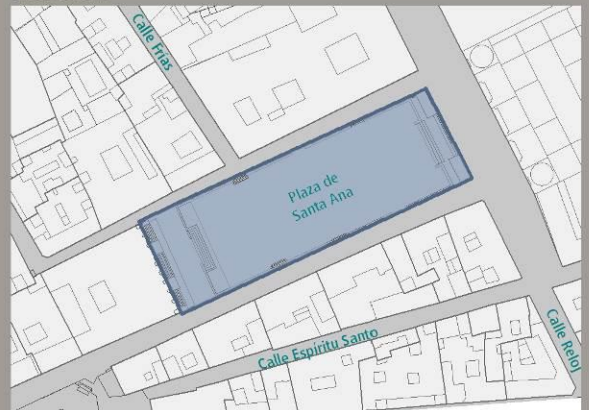 Calle Frías
Plaza de
Santa Ana
Calle Espíritu Santo
Calle Reloj